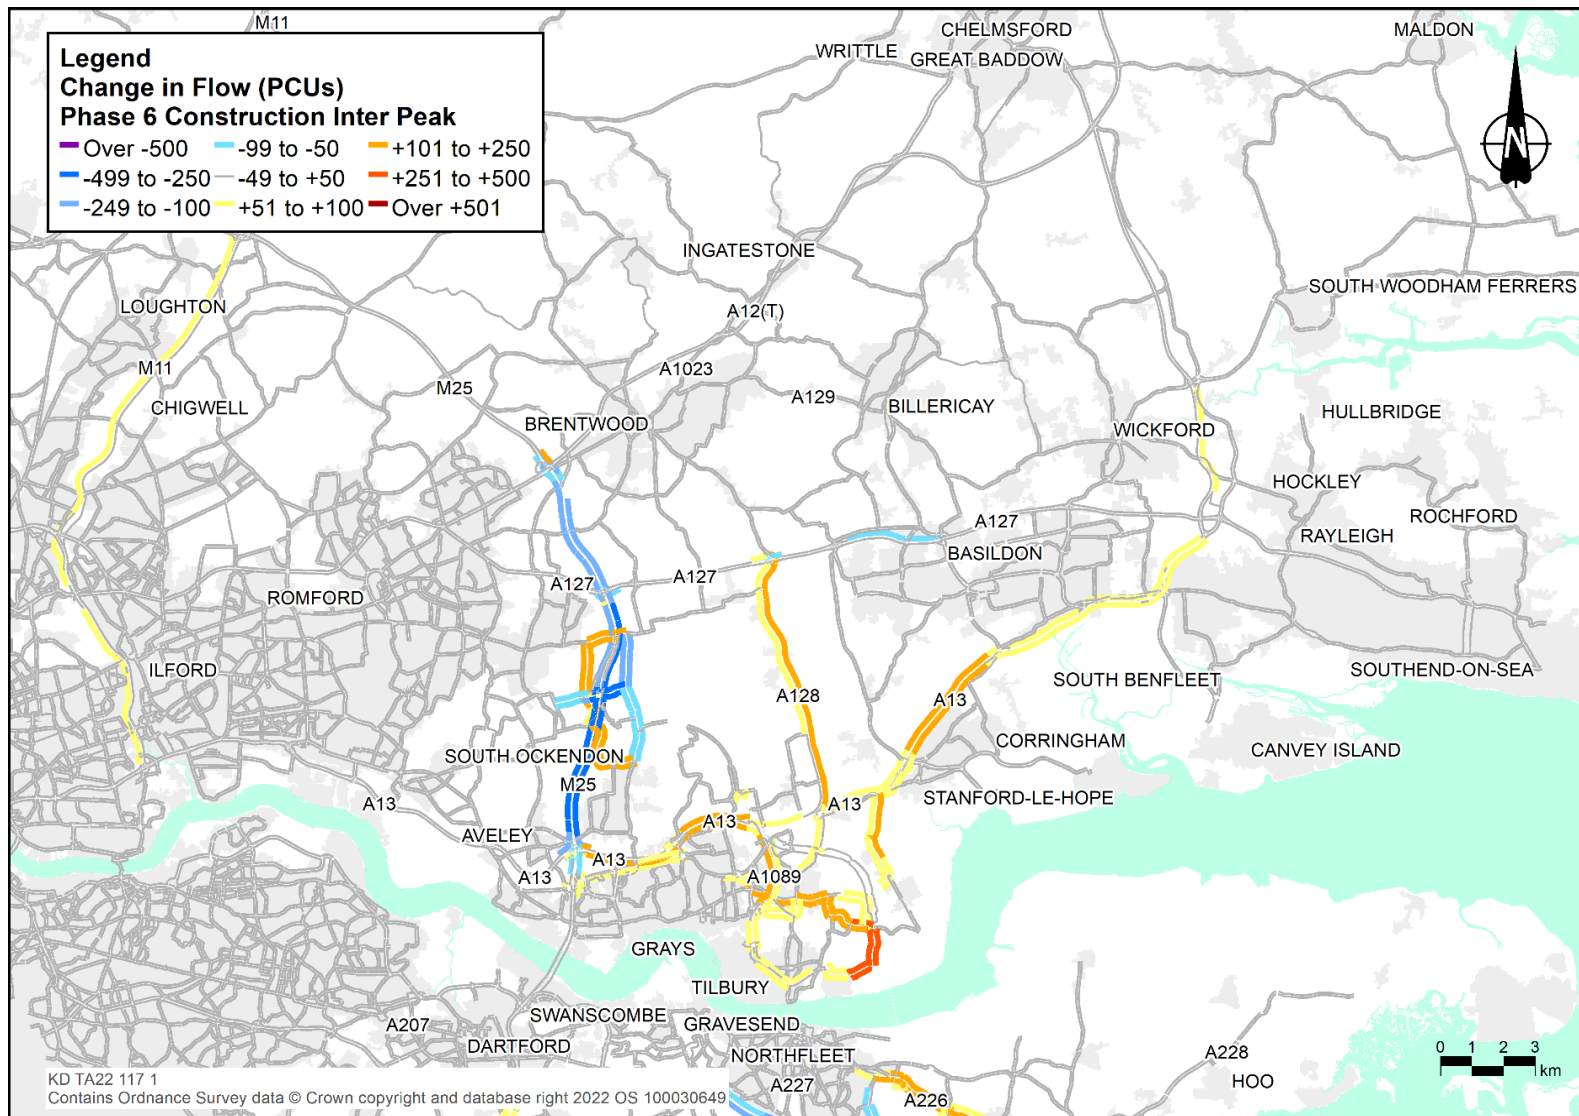 M11
CHELMSFORD
MALDON
WRITTLE
GREAT BADDOW
Legend
Change in Flow (PCUs)
Phase 6 Construction Inter Peak
Over -500
-99 to -50
+101 to +250
-499 to -250
-49 to +50
+251 to +500
-249 to -100
+51 to +100
Over +501
N
INGATESTONE
SOUTH WOODHAM FERRERS
LOUGHTON
A12(T)
M11
A1023
M25
A129
CHIGWELL
BILLERICAY
HULLBRIDGE
BRENTWOOD
WICKFORD
HOCKLEY
A127
ROCHFORD
RAYLEIGH
BASILDON
A127
A127
ROMFORD
ILFORD
SOUTHEND-ON-SEA
SOUTH BENFLEET
A128
A13
CORRINGHAM
CANVEY ISLAND
SOUTH OCKENDON
M25
STANFORD-LE-HOPE
A13
A13
A13
AVELEY
A13
A13
A1089
GRAYS
TILBURY
SWANSCOMBE
A207
GRAVESEND
DARTFORD
NORTHFLEET
A228
A227
HOO
A226
0 1 2 3
km
KD TA22 117 1
Contains Ordnance Survey data © Crown copyright and database right 2022 OS 100030649